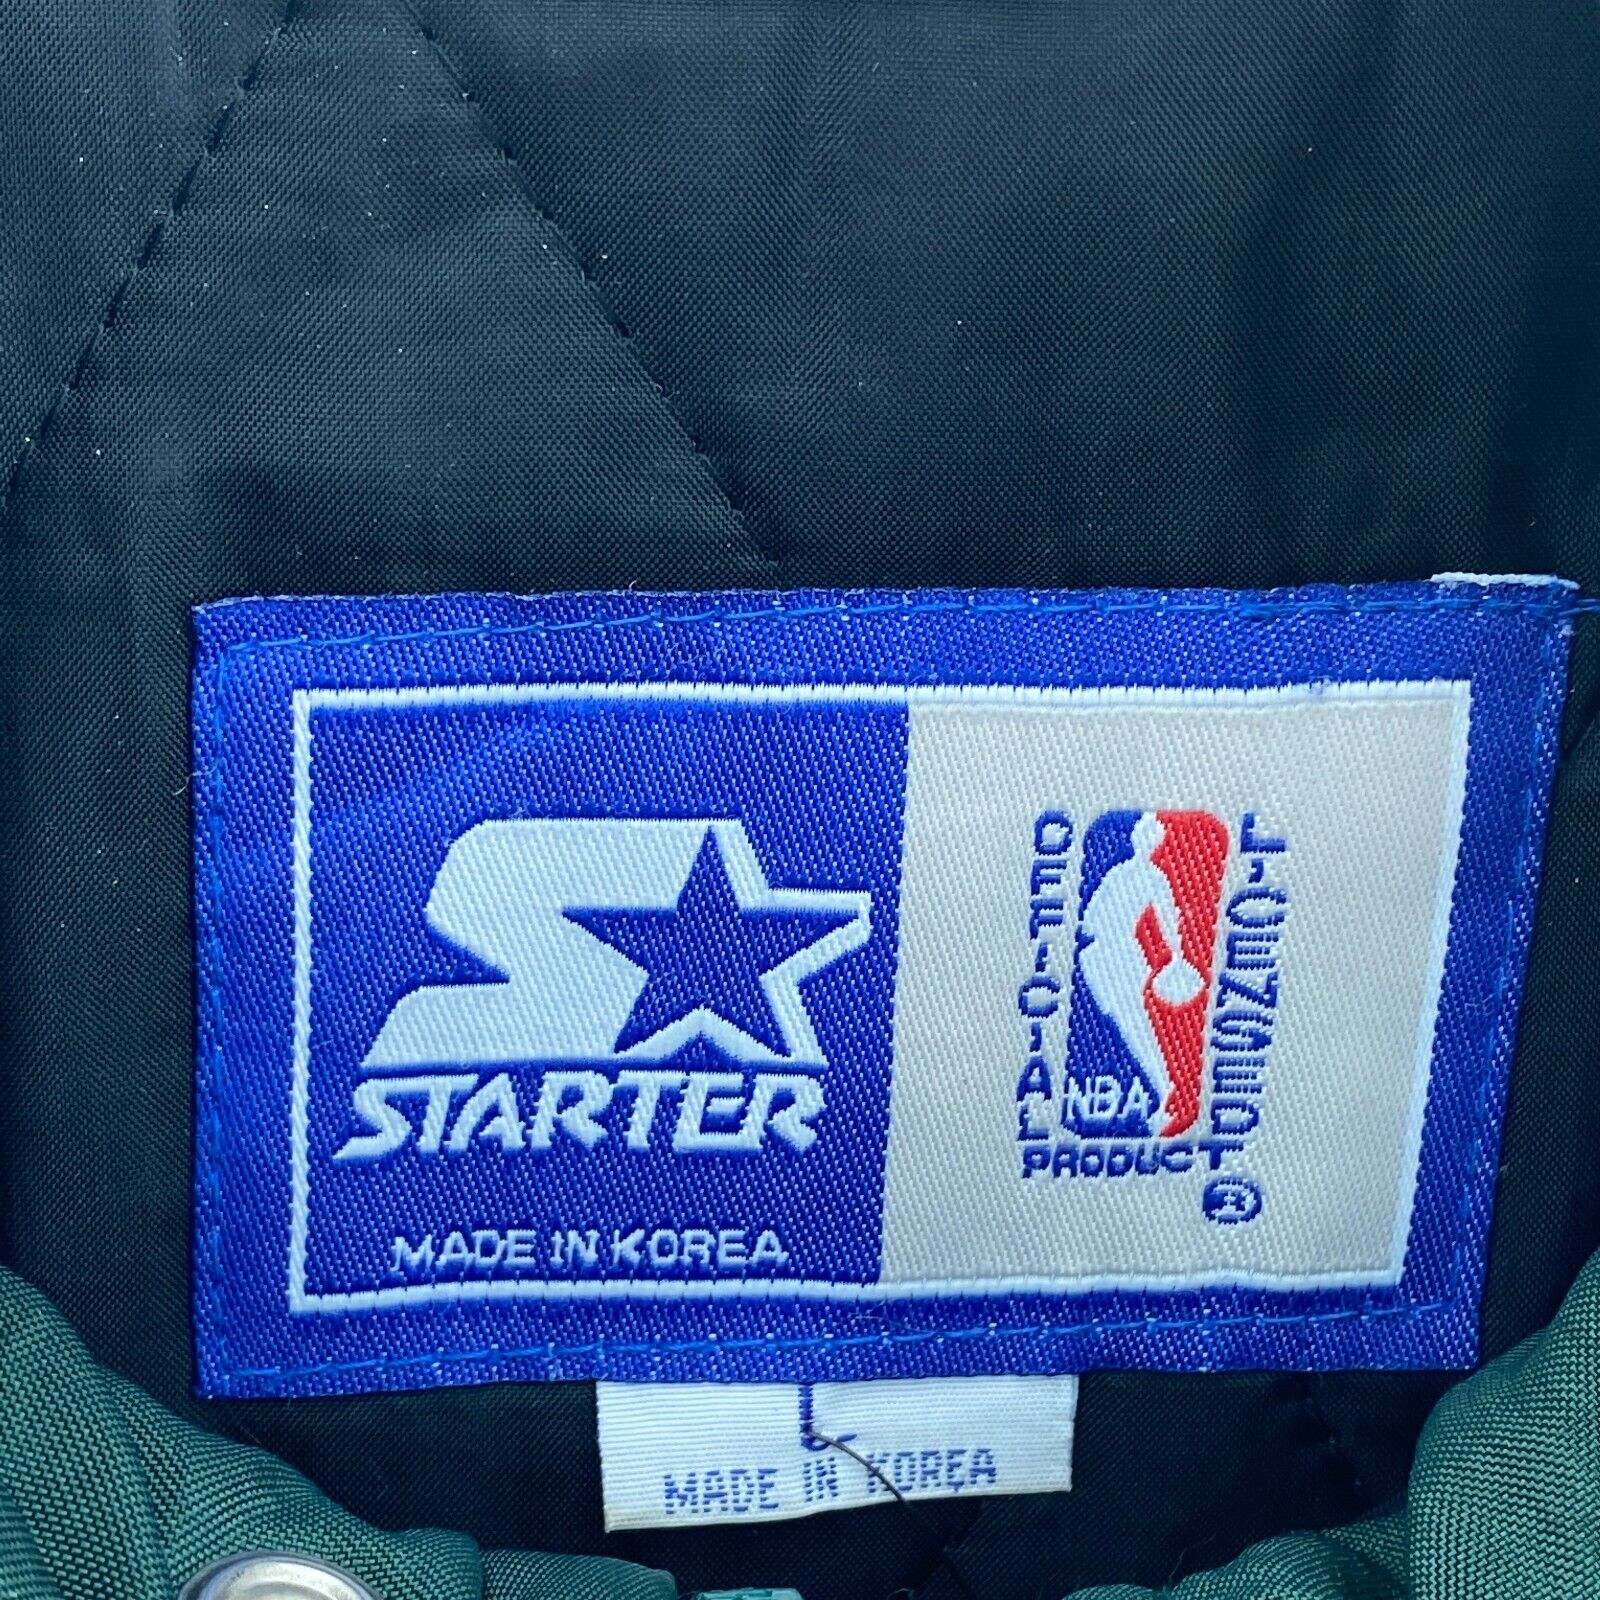 STARTER
MADE IN KOREA
OFFICIAL
LICENSED
NBA
PRODUCT
®
L
MADE IN KOREA